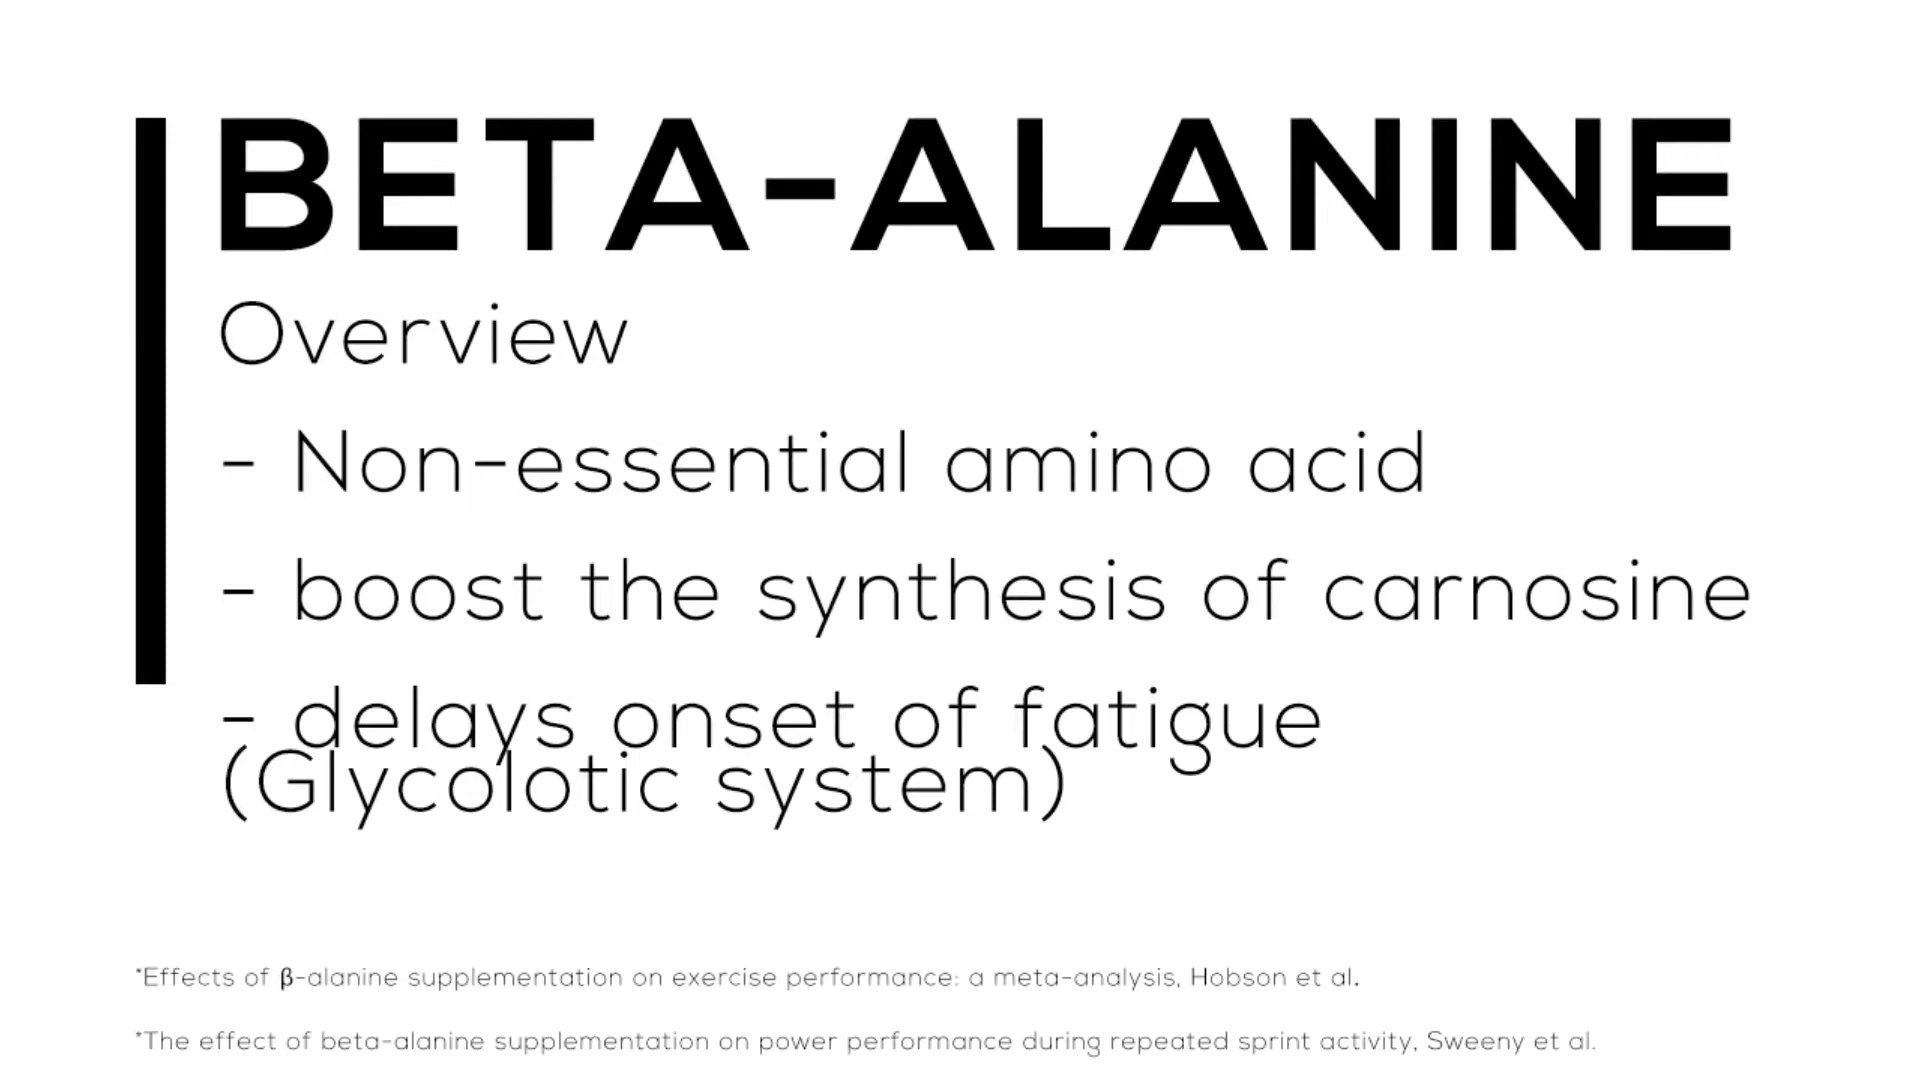 BETA-ALANINE
Overview
- Non-essential amino acid
- boost the synthesis of carnosine
- delays onset of fatigue
(Glycolotic system)
*Effects of β-alanine supplementation on exercise performance: a meta-analysis, Hobson et al.
*The effect of beta-alanine supplementation on power performance during repeated sprint activity, Sweeny et al.